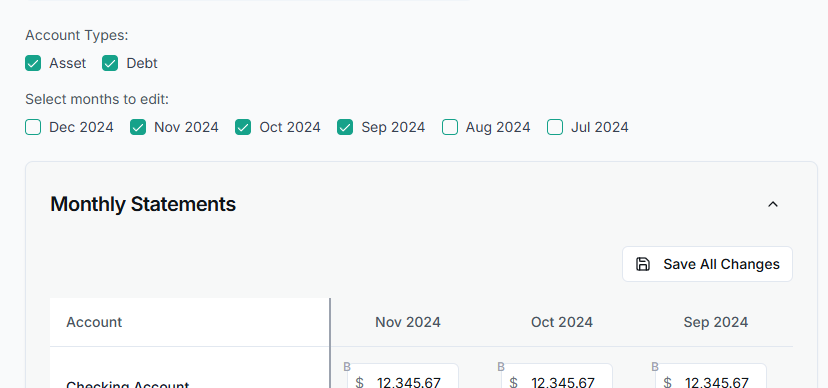 Account Types:
Asset Debt
Select months to edit:
Dec 2024 Nov 2024 Oct 2024 Sep 2024 Aug 2024 Jul 2024
Monthly Statements
Save All Changes
Account Nov 2024 Oct 2024 Sep 2024
B B B
Checking Account $ 12,345.67 $ 12,345.67 $ 12,345.67